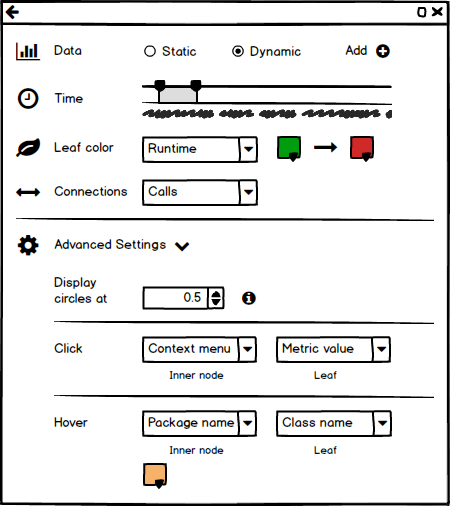 Data Static Dynamic Add
Time
Leaf color Runtime
Connections Calls
Advanced Settings
Display
circles at 0.5
Click Context menu Metric value
Inner node Leaf
Hover Package name Class name
Inner node Leaf